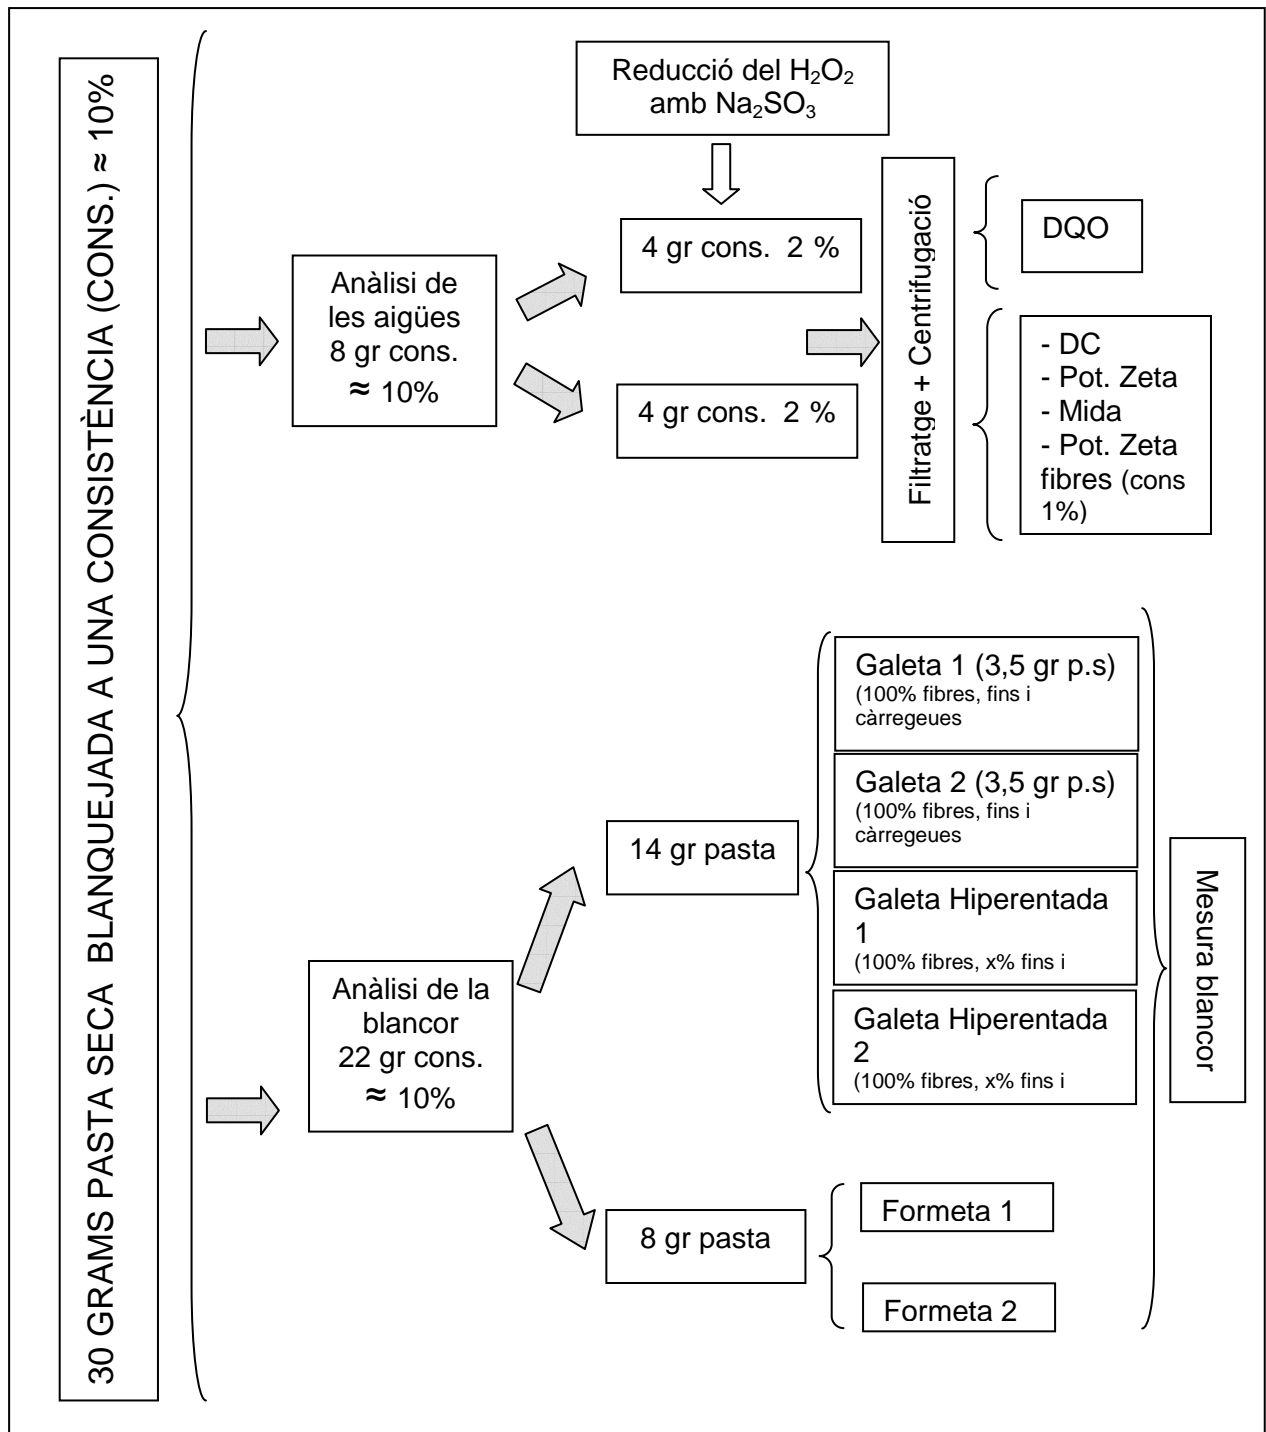 30 GRAMS PASTA SECA BLANQUEJADA A UNA CONSISTÈNCIA (CONS.) ≈ 10%
Reducció del H₂O₂
amb Na₂SO₃
Anàlisi de
les aigües
8 gr cons.
≈ 10%
4 gr cons. 2 %
4 gr cons. 2 %
Filtratge + Centrifugació
DQO
- DC
- Pot. Zeta
- Mida
- Pot. Zeta
fibres (cons
1%)
Anàlisi de la
blancor
22 gr cons.
≈ 10%
14 gr pasta
Galeta 1 (3,5 gr p.s)
(100% fibres, fins i
càrregeues
Galeta 2 (3,5 gr p.s)
(100% fibres, fins i
càrregeues
Galeta Hiperentada
1
(100% fibres, x% fins i
Galeta Hiperentada
2
(100% fibres, x% fins i
8 gr pasta
Formeta 1
Formeta 2
Mesura blancor